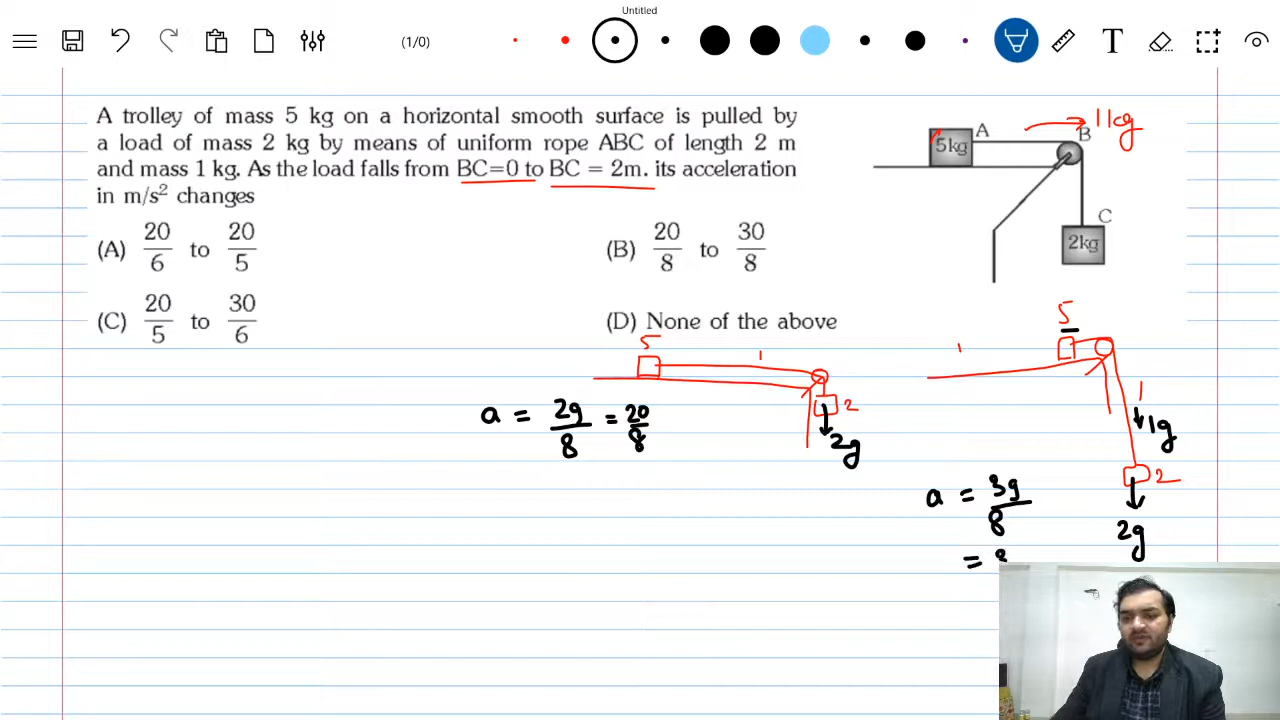 Untitled
(1/0)
T
A trolley of mass 5 kg on a horizontal smooth surface is pulled by
a load of mass 2 kg by means of uniform rope ABC of length 2 m
and mass 1 kg. As the load falls from BC=0 to BC = 2m. its acceleration
in m/s² changes
(A) 20/6 to 20/5
(B) 20/8 to 30/8
(C) 20/5 to 30/6
(D) None of the above
5kg A
B
11kg
C
2kg
5
1
2
2g
a = 2g/8 = 20/8
5
1
1
1g
2
2g
a = 3g/8
=